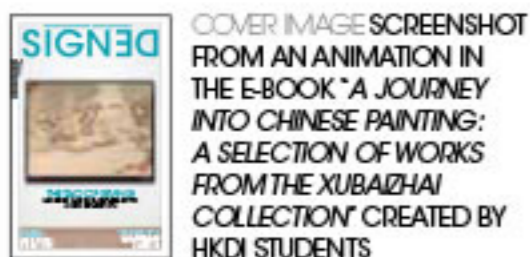 SIGNED
COVER IMAGE SCREENSHOT
FROM AN ANIMATION IN
THE E-BOOK "A JOURNEY
INTO CHINESE PAINTING:
A SELECTION OF WORKS
FROM THE XUBAIZHAI
COLLECTION" CREATED BY
HKDI STUDENTS